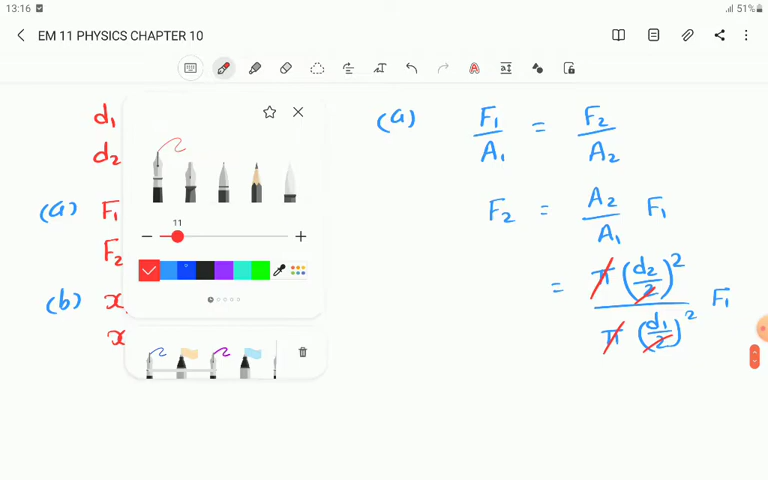 13:16 51%
EM 11 PHYSICS CHAPTER 10
d₁
d₂
(a) F₁
F₂
(b) x
x
11
(a) F₁/A₁ = F₂/A₂
F₂ = A₂/A₁ F₁
= π(d₂/2)²/π(d₁/2)² F₁